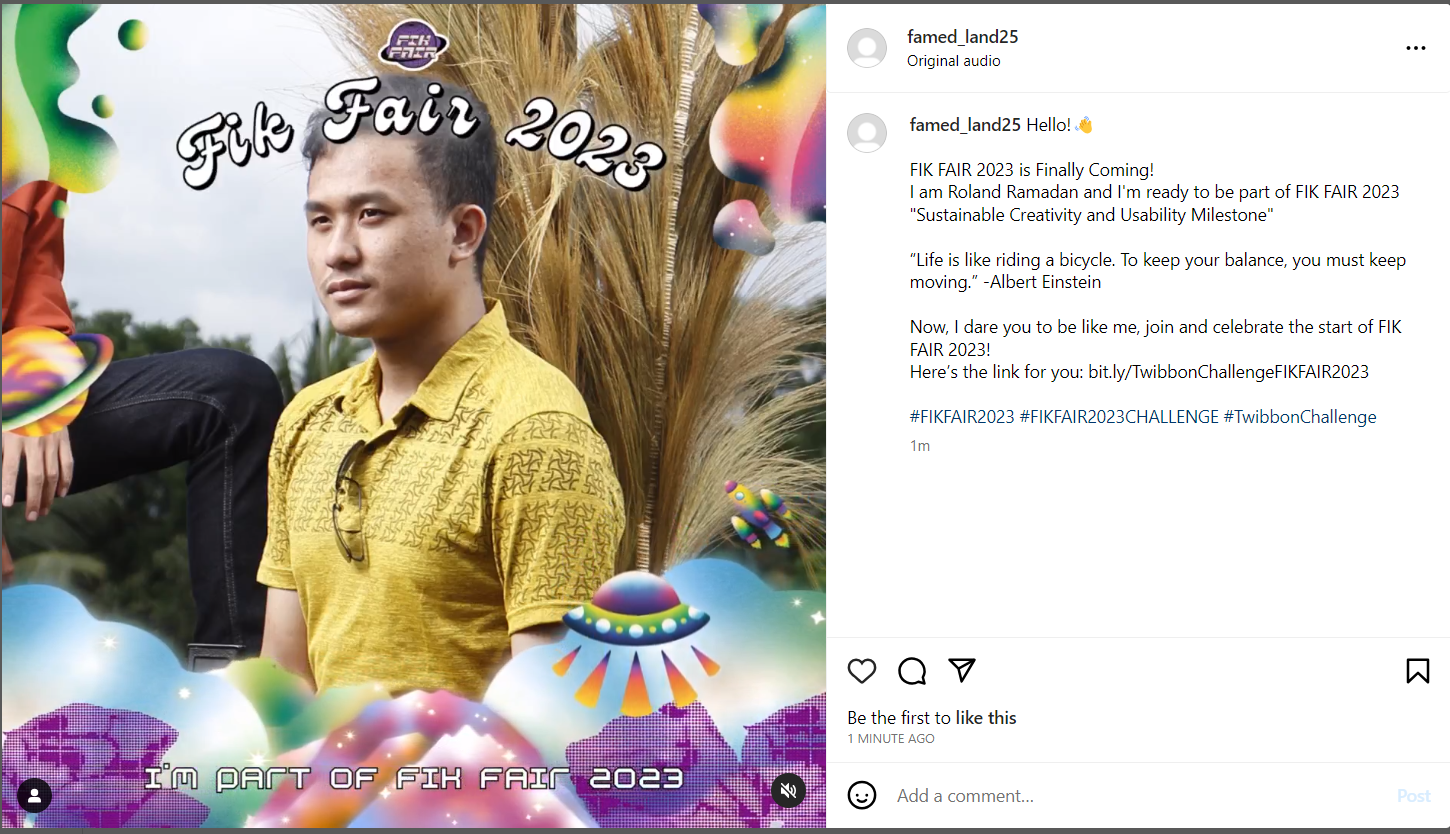 FIK
FAIR
Fik Fair 2023
I'm part of fik fair 2023
famed_land25
Original audio
famed_land25 Hello! 👋
FIK FAIR 2023 is Finally Coming!
I am Roland Ramadan and I'm ready to be part of FIK FAIR 2023
"Sustainable Creativity and Usability Milestone"
“Life is like riding a bicycle. To keep your balance, you must keep
moving.” -Albert Einstein
Now, I dare you to be like me, join and celebrate the start of FIK
FAIR 2023!
Here’s the link for you: bit.ly/TwibbonChallengeFIKFAIR2023
#FIKFAIR2023 #FIKFAIR2023CHALLENGE #TwibbonChallenge
1m
Be the first to like this
1 MINUTE AGO
Add a comment...
Post